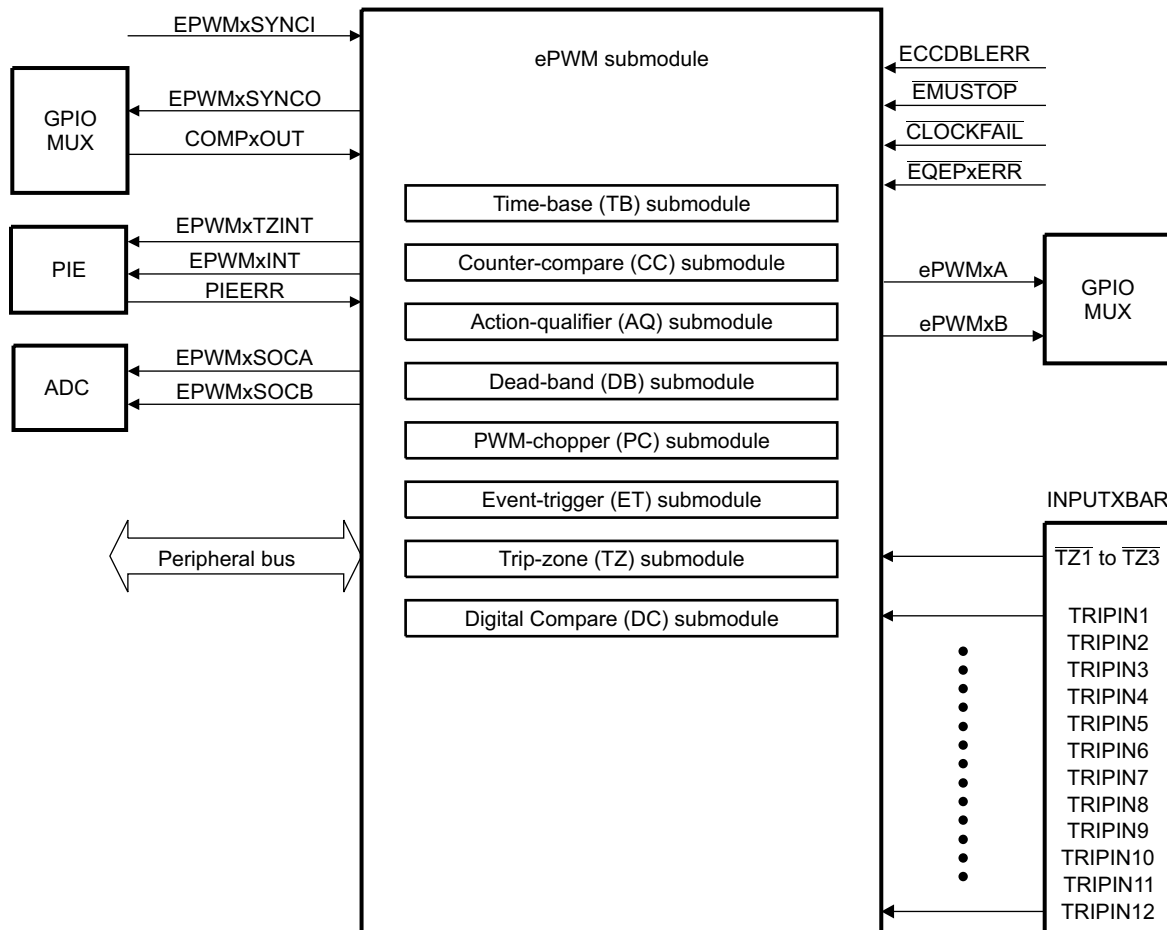 EPWMxSYNCI
GPIO
MUX
EPWMxSYNCO
COMPxOUT
PIE
EPWMxTZINT
EPWMxINT
PIEERR
ADC
EPWMxSOCA
EPWMxSOCB
Peripheral bus
ePWM submodule
Time-base (TB) submodule
Counter-compare (CC) submodule
Action-qualifier (AQ) submodule
Dead-band (DB) submodule
PWM-chopper (PC) submodule
Event-trigger (ET) submodule
Trip-zone (TZ) submodule
Digital Compare (DC) submodule
ECCDBLERR
EMUSTOP
CLOCKFAIL
EQEPxERR
ePWMxA
ePWMxB
GPIO
MUX
INPUTXBAR
TZ1 to TZ3
TRIPIN1
TRIPIN2
TRIPIN3
TRIPIN4
TRIPIN5
TRIPIN6
TRIPIN7
TRIPIN8
TRIPIN9
TRIPIN10
TRIPIN11
TRIPIN12